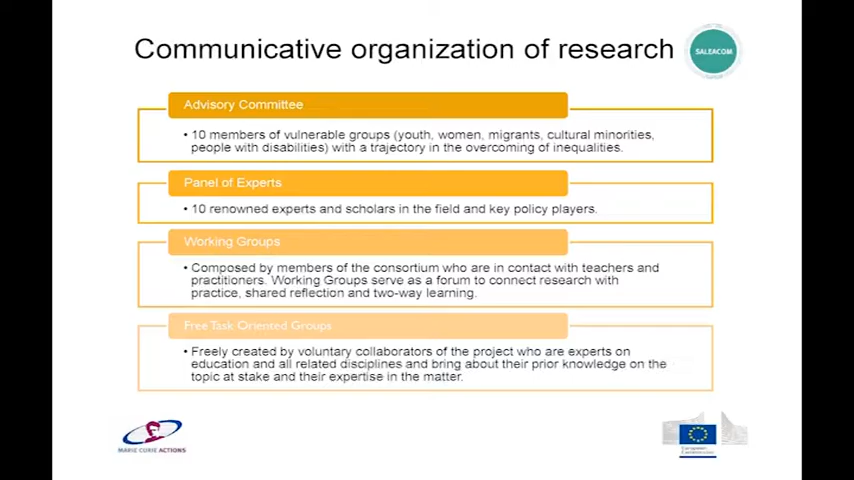 Communicative organization of research
SALEACOM
Advisory Committee
• 10 members of vulnerable groups (youth, women, migrants, cultural minorities,
people with disabilities) with a trajectory in the overcoming of inequalities.
Panel of Experts
• 10 renowned experts and scholars in the field and key policy players.
Working Groups
• Composed by members of the consortium who are in contact with teachers and
practitioners. Working Groups serve as a forum to connect research with
practice, shared reflection and two-way learning.
Free Task Oriented Groups
• Freely created by voluntary collaborators of the project who are experts on
education and all related disciplines and bring about their prior knowledge on the
topic at stake and their expertise in the matter.
MARIE CURIE ACTIONS
European
Commission